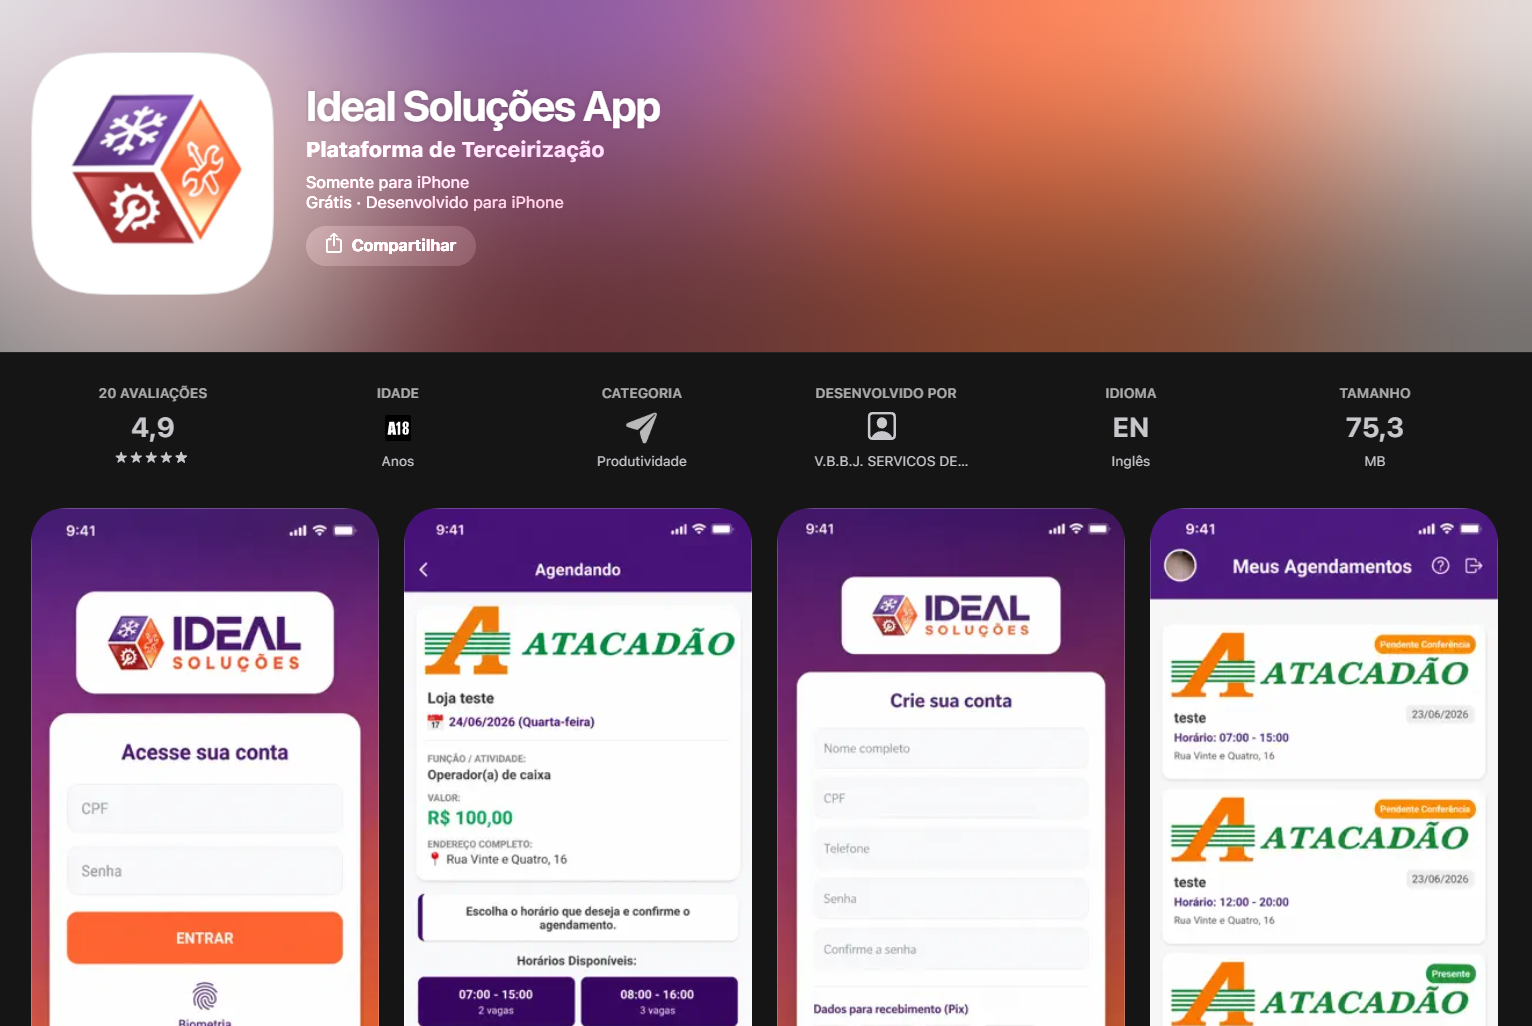 Ideal Soluções App
Plataforma de Terceirização
Somente para iPhone
Grátis · Desenvolvido para iPhone
Compartilhar
20 AVALIAÇÕES
4,9
★★★★★
IDADE
A18
Anos
CATEGORIA
Produtividade
DESENVOLVIDO POR
V.B.B.J. SERVICOS DE...
IDIOMA
EN
Inglês
TAMANHO
75,3
MB
9:41
IDEAL
SOLUÇÕES
Acesse sua conta
CPF
Senha
ENTRAR
Biometria
9:41
Agendando
ATACADÃO
Loja teste
24/06/2026 (Quarta-feira)
FUNÇÃO / ATIVIDADE:
Operador(a) de caixa
VALOR:
R$ 100,00
ENDEREÇO COMPLETO:
Rua Vinte e Quatro, 16
Escolha o horário que deseja e confirme o
agendamento.
Horários Disponíveis:
07:00 - 15:00
2 vagas
08:00 - 16:00
3 vagas
9:41
IDEAL
SOLUÇÕES
Crie sua conta
Nome completo
CPF
Telefone
Senha
Confirme a senha
Dados para recebimento (Pix)
9:41
Meus Agendamentos
Pendente Conferência
ATACADÃO
teste
23/06/2026
Horário: 07:00 - 15:00
Rua Vinte e Quatro, 16
Pendente Conferência
ATACADÃO
teste
23/06/2026
Horário: 12:00 - 20:00
Rua Vinte e Quatro, 16
Presente
ATACADÃO